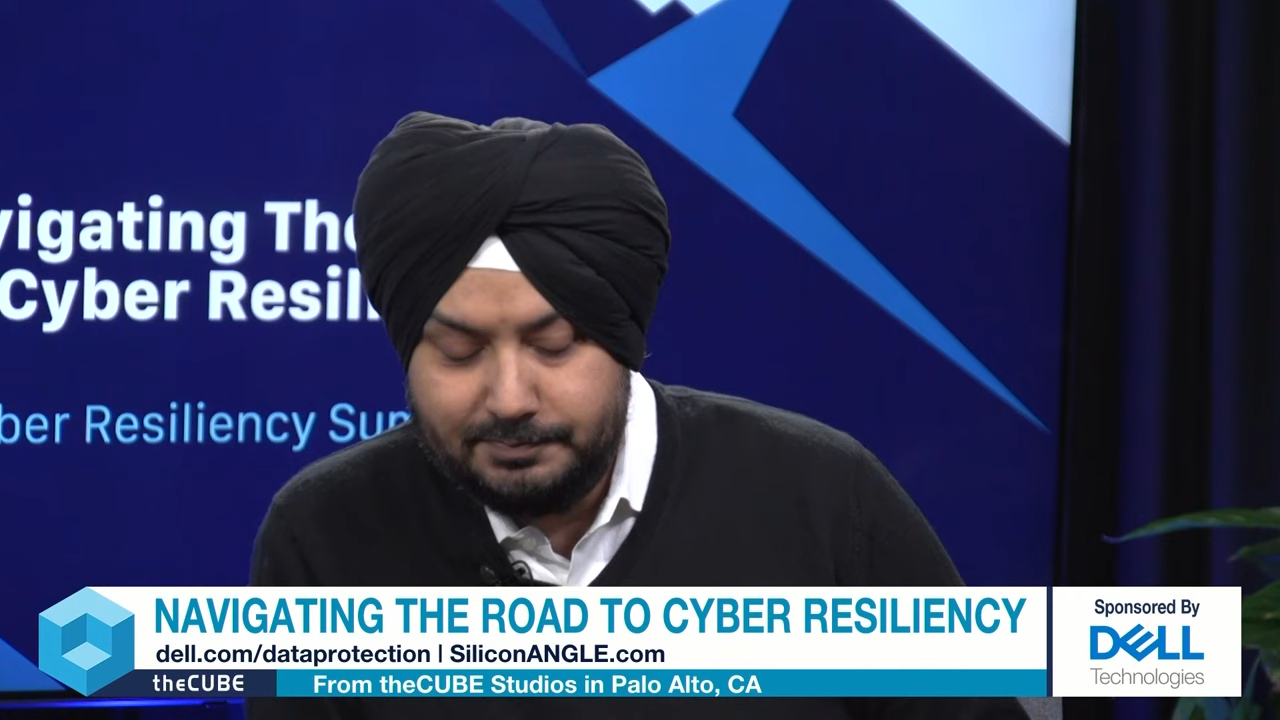 vigating The
Cyber Resili
ber Resiliency Sum
NAVIGATING THE ROAD TO CYBER RESILIENCY
dell.com/dataprotection | SiliconANGLE.com
theCUBE
From theCUBE Studios in Palo Alto, CA
Sponsored By
DELL
Technologies